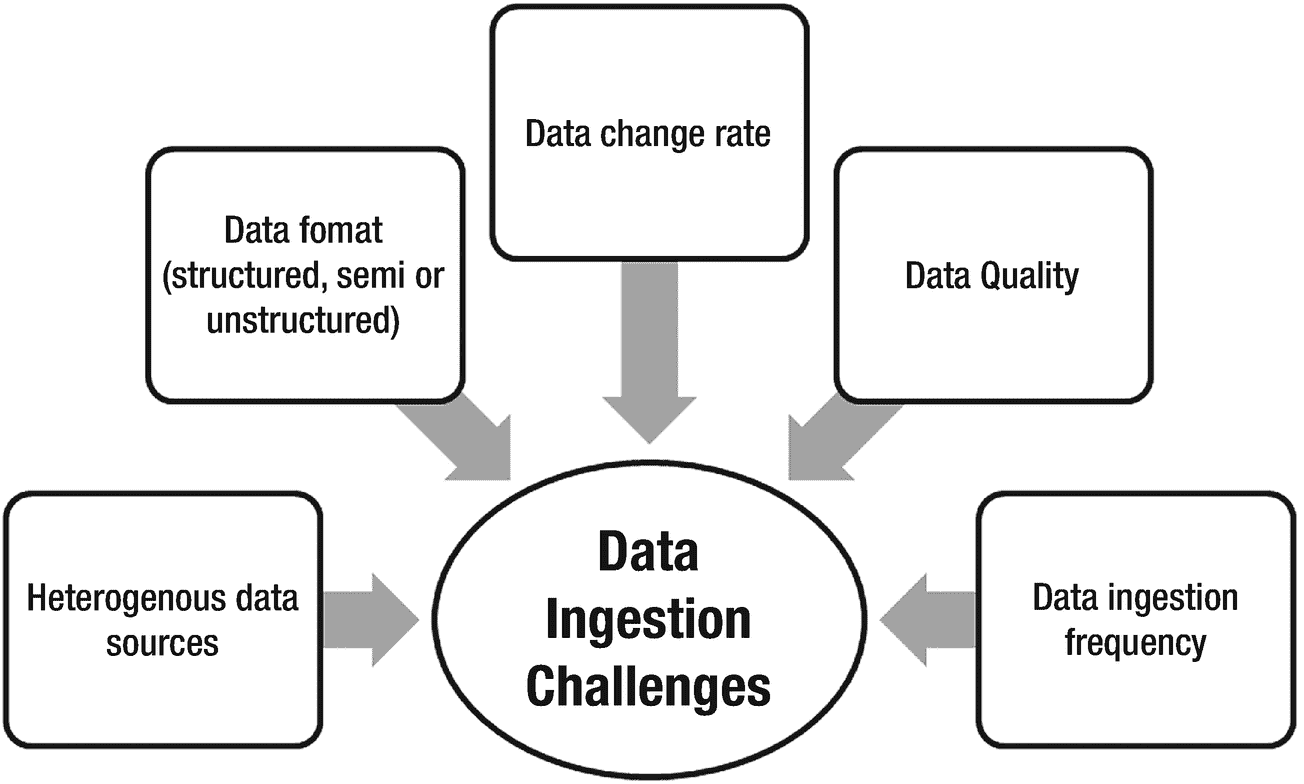 Data change rate
Data fomat
(structured, semi or
unstructured)
Data Quality
Heterogenous data
sources
Data
Ingestion
Challenges
Data ingestion
frequency